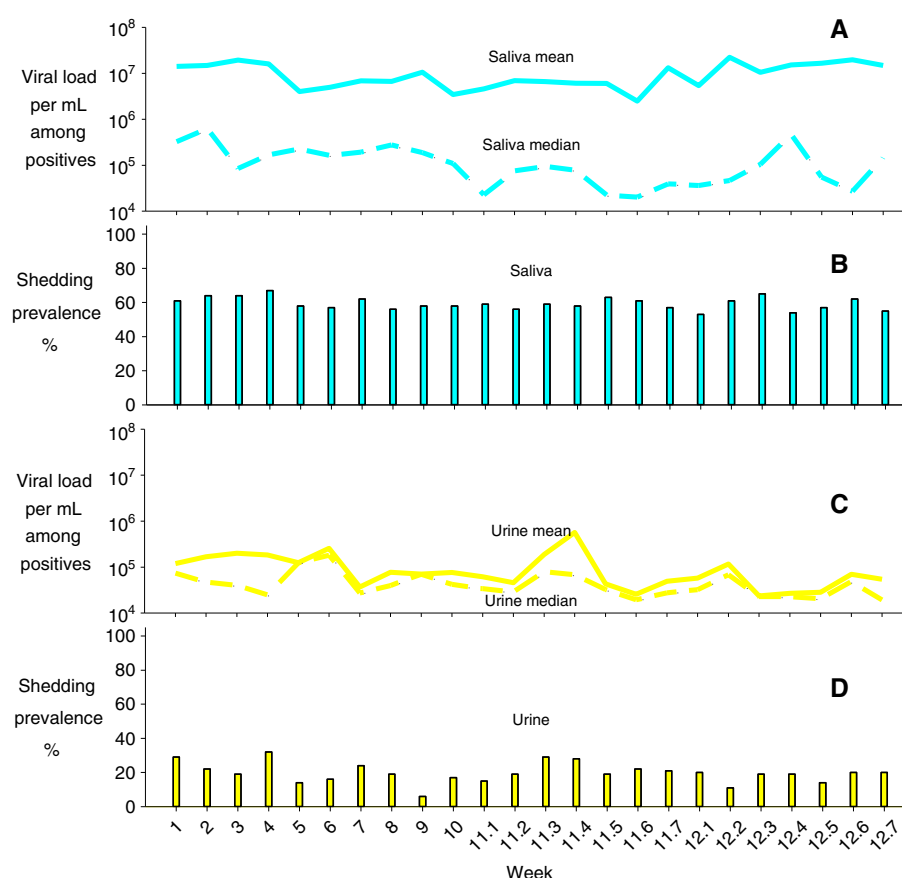 A
Viral load
per mL
among
positives
10^8
10^7
10^6
10^5
10^4
Saliva mean
Saliva median
B
Shedding
prevalence
%
100
80
60
40
20
0
Saliva
C
Viral load
per mL
among
positives
10^8
10^7
10^6
10^5
10^4
Urine mean
Urine median
D
Shedding
prevalence
%
100
80
60
40
20
0
Urine
1 2 3 4 5 6 7 8 9 10 11.1 11.2 11.3 11.4 11.5 11.6 11.7 12.1 12.2 12.3 12.4 12.5 12.6 12.7
Week